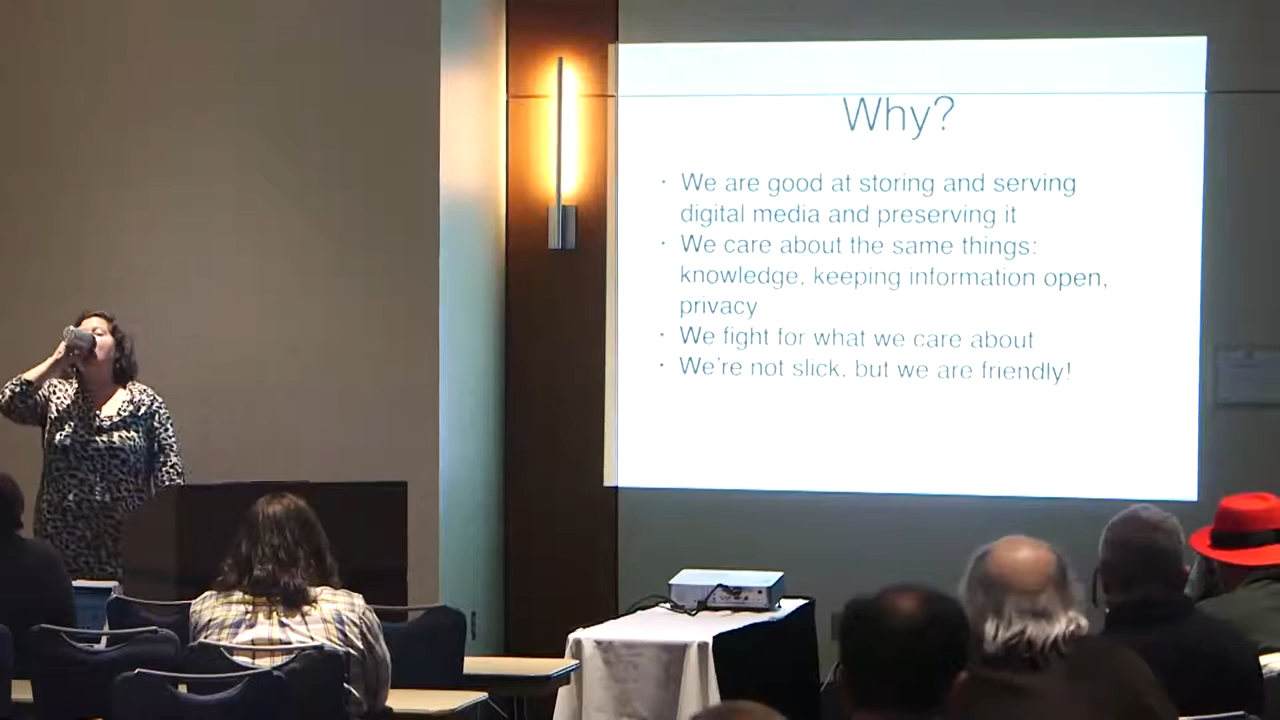 Why?
· We are good at storing and serving
digital media and preserving it
· We care about the same things:
knowledge, keeping information open,
privacy
· We fight for what we care about
· We're not slick, but we are friendly!